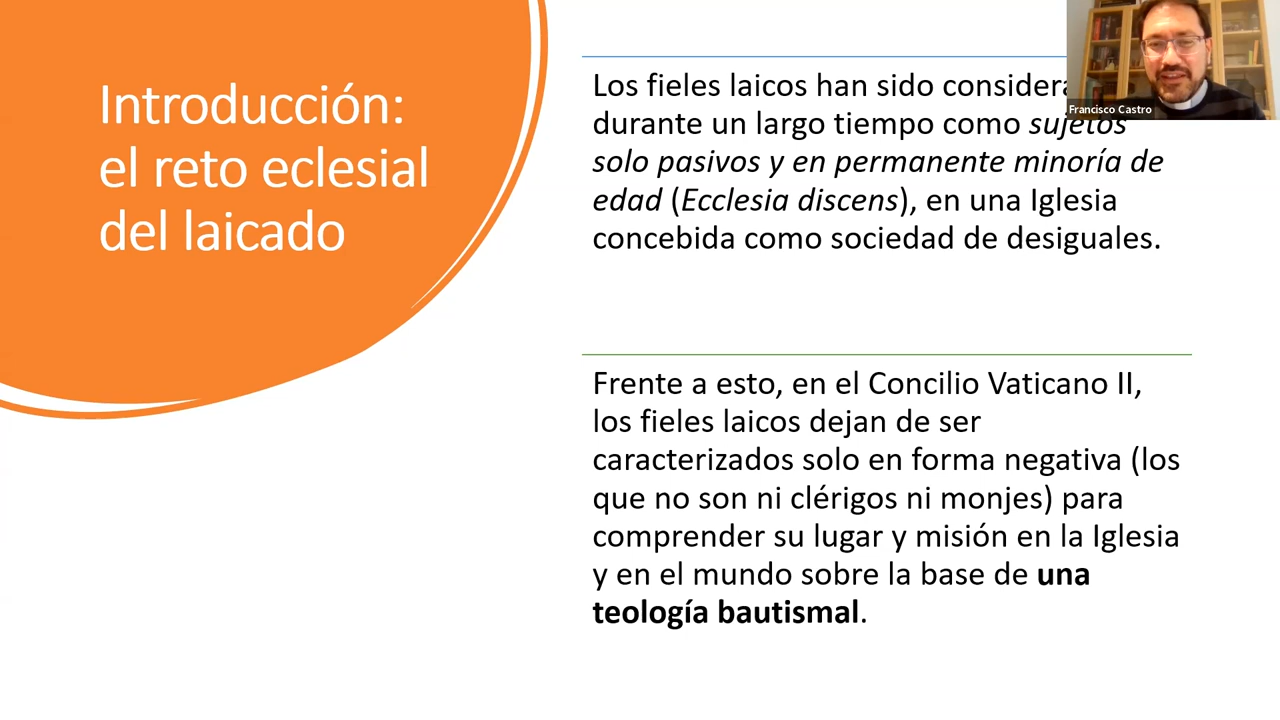 Introducción:
el reto eclesial
del laicado
Los fieles laicos han sido
durante un largo tiempo como sujetos
solo pasivos y en permanente minoría de
edad (Ecclesia discens), en una Iglesia
concebida como sociedad de desiguales.
Frente a esto, en el Concilio Vaticano II,
los fieles laicos dejan de ser
caracterizados solo en forma negativa (los
que no son ni clérigos ni monjes) para
comprender su lugar y misión en la Iglesia
y en el mundo sobre la base de una
teología bautismal.
Francisco Castro